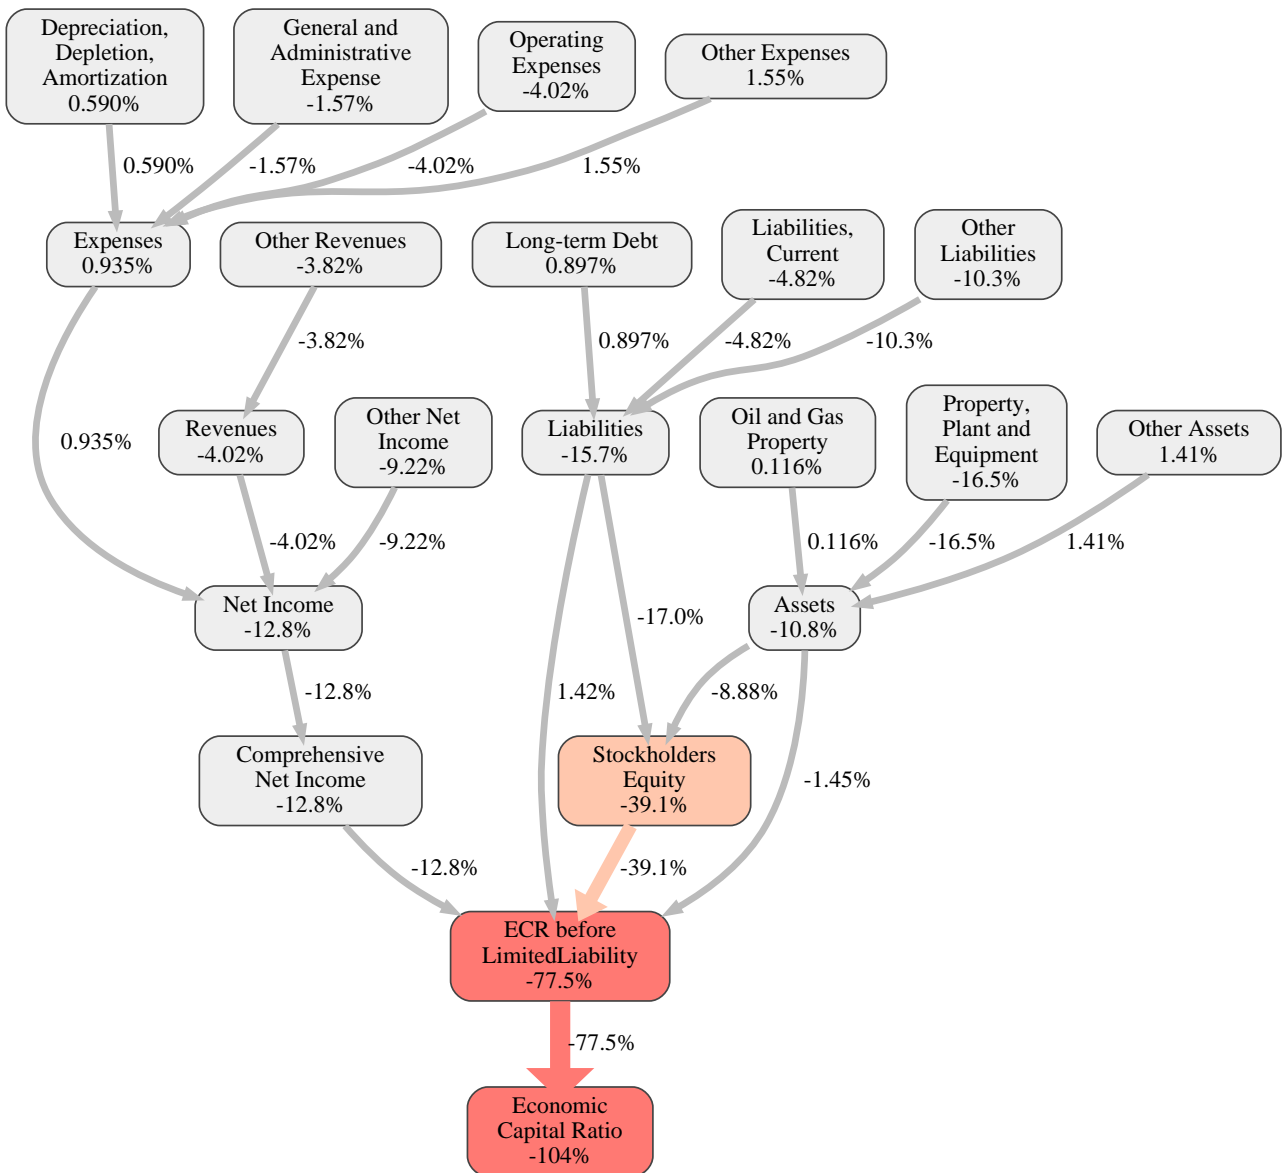 Depreciation,
Depletion,
Amortization
0.590%
General and
Administrative
Expense
-1.57%
Operating
Expenses
-4.02%
Other Expenses
1.55%
0.590%
-1.57%
-4.02%
1.55%
Expenses
0.935%
Other Revenues
-3.82%
Long-term Debt
0.897%
Liabilities,
Current
-4.82%
Other
Liabilities
-10.3%
-3.82%
0.897%
-4.82%
-10.3%
0.935%
Revenues
-4.02%
Other Net
Income
-9.22%
Liabilities
-15.7%
Oil and Gas
Property
0.116%
Property,
Plant and
Equipment
-16.5%
Other Assets
1.41%
-4.02%
-9.22%
0.116%
-16.5%
1.41%
Net Income
-12.8%
-17.0%
Assets
-10.8%
-12.8%
1.42%
-8.88%
-1.45%
Comprehensive
Net Income
-12.8%
Stockholders
Equity
-39.1%
-12.8%
-39.1%
ECR before
LimitedLiability
-77.5%
-77.5%
Economic
Capital Ratio
-104%